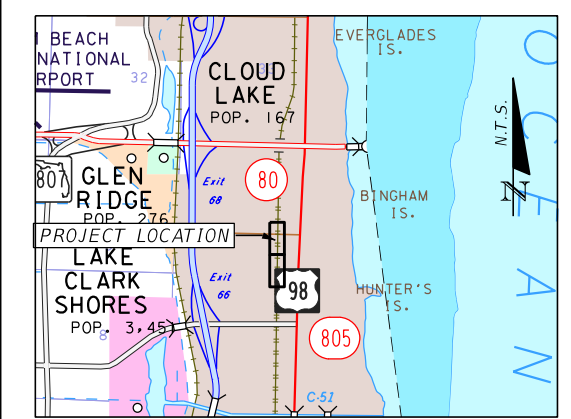 BEACH
NATIONAL
RPORT
32
CLOUD
LAKE
POP. 167
EVERGLADES
IS.
N.T.S.
N
807
GLEN
RIDGE
POP. 276
Exit
68
80
BINGHAM
IS.
PROJECT LOCATION
LAKE
CLARK
SHORES
POP. 3,45
8
Exit
66
98
HUNTER'S
IS.
805
C-51
O
C
E
A
N